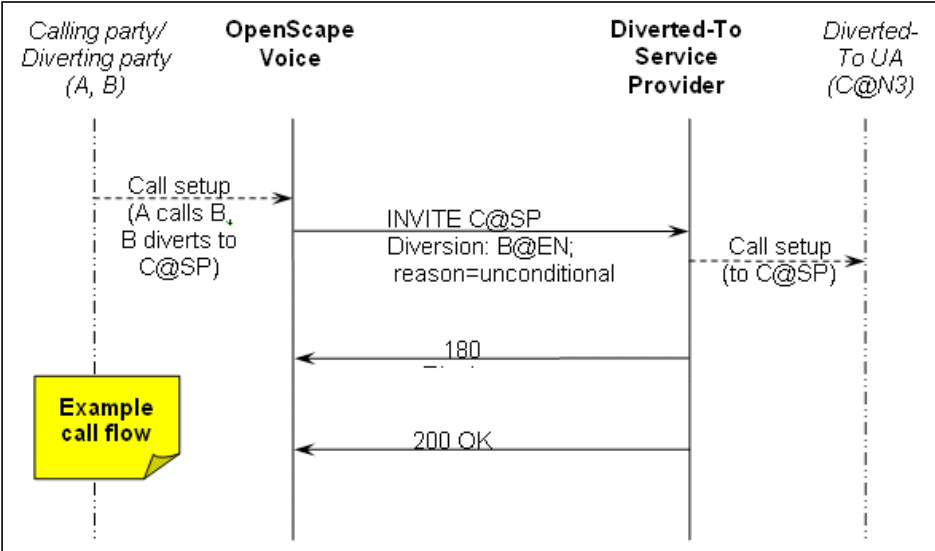 Calling party/
Diverting party
(A, B)
OpenScape
Voice
Diverted-To
Service
Provider
Diverted-
To UA
(C@N3)
Call setup
(A calls B,
B diverts to
C@SP)
INVITE C@SP
Diversion: B@EN;
reason=unconditional
Call setup
(to C@SP)
180
200 OK
Example
call flow